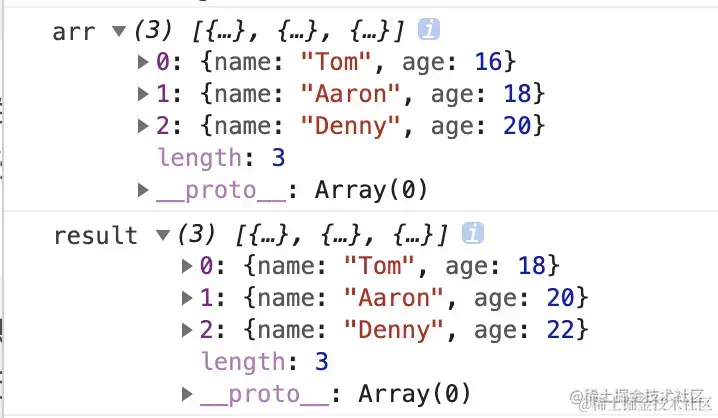 arr ▼(3) [{…}, {…}, {…}] i
▶0: {name: "Tom", age: 16}
▶1: {name: "Aaron", age: 18}
▶2: {name: "Denny", age: 20}
length: 3
▶__proto__: Array(0)
result ▼(3) [{…}, {…}, {…}] i
▶0: {name: "Tom", age: 18}
▶1: {name: "Aaron", age: 20}
▶2: {name: "Denny", age: 22}
length: 3
▶__proto__: Array(0)
@稀土掘金技术社区